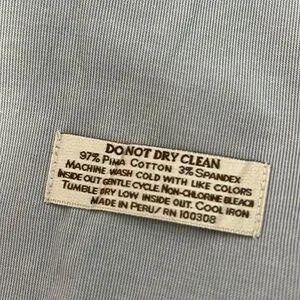 DO NOT DRY CLEAN
97% PIMA COTTON 3% SPANDEX
MACHINE WASH COLD WITH LIKE COLORS
INSIDE OUT GENTLE CYCLE. NON-CHLORINE BLEACH
TUMBLE DRY LOW INSIDE OUT. COOL IRON
MADE IN PERU/ RN 100308